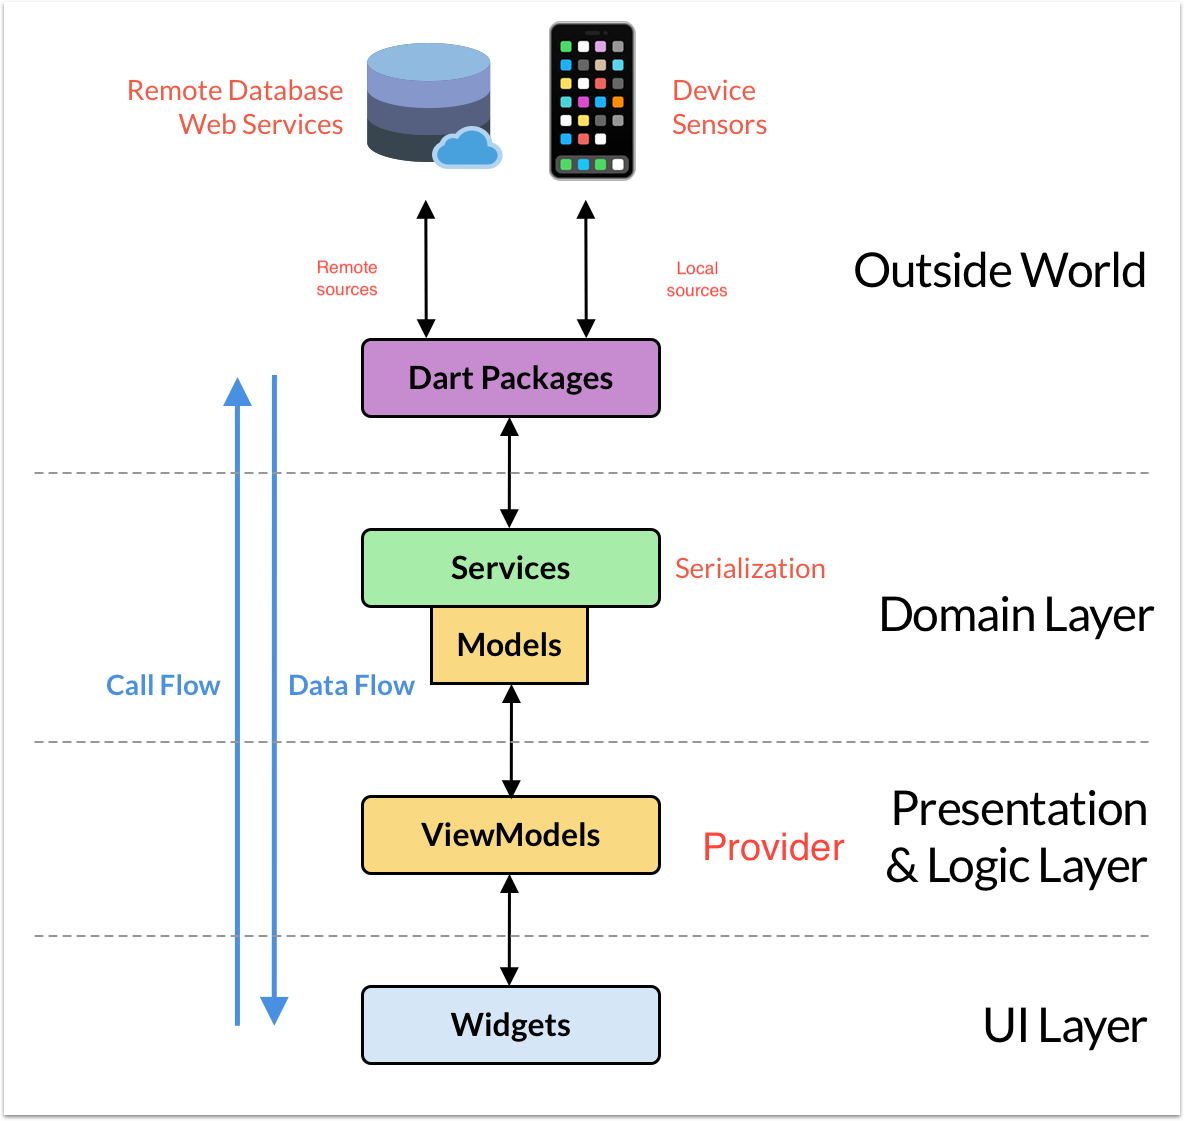 Remote Database
Web Services
Device
Sensors
Remote
sources
Local
sources
Outside World
Dart Packages
Services
Serialization
Models
Domain Layer
Call Flow
Data Flow
ViewModels
Provider
Presentation
& Logic Layer
Widgets
UI Layer